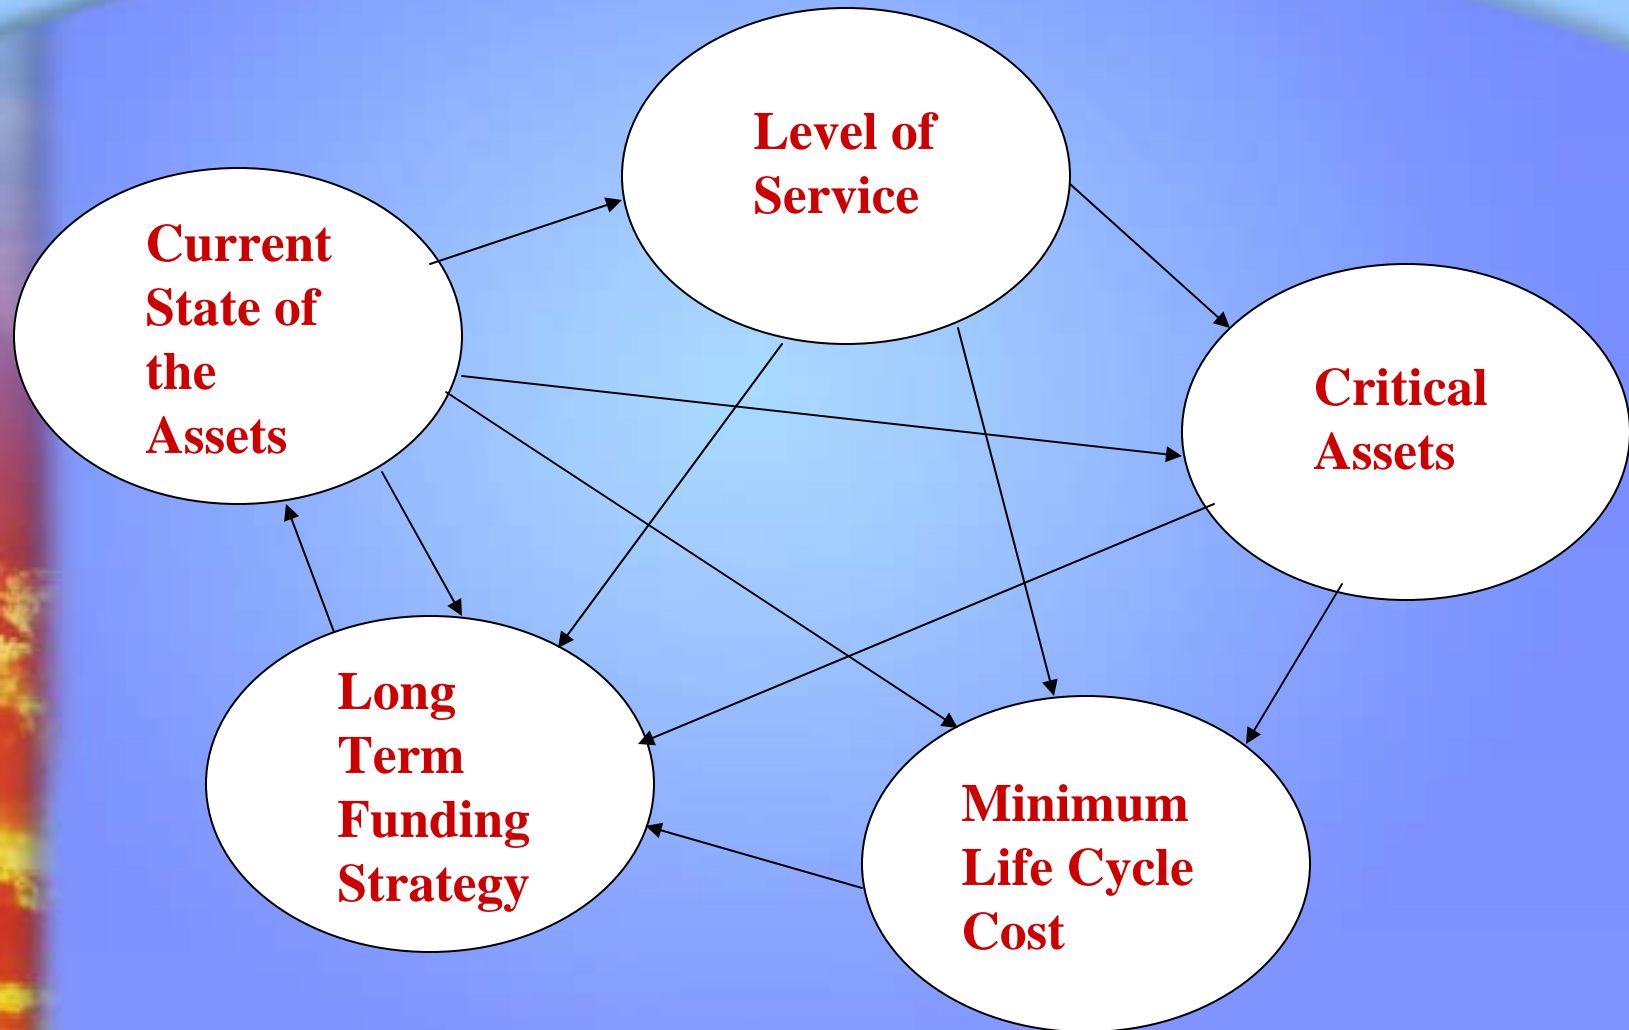 Level of
Service
Current
State of
the
Assets
Critical
Assets
Long
Term
Funding
Strategy
Minimum
Life Cycle
Cost